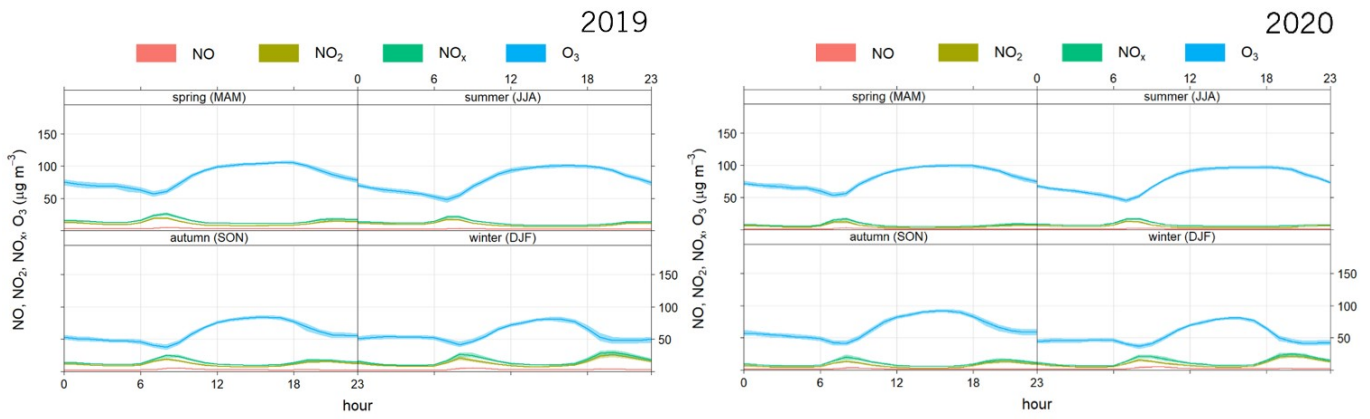 2019
NO NO₂ NOₓ O₃
0 6 12 18 23
spring (MAM) summer (JJA)
150
100
50
autumn (SON) winter (DJF)
150
100
50
0 6 12 18 23
hour
NO, NO₂, NOₓ, O₃ (μg m⁻³)
2020
NO NO₂ NOₓ O₃
0 6 12 18 23
spring (MAM) summer (JJA)
150
100
50
autumn (SON) winter (DJF)
150
100
50
0 6 12 18 23
hour
NO, NO₂, NOₓ, O₃ (μg m⁻³)